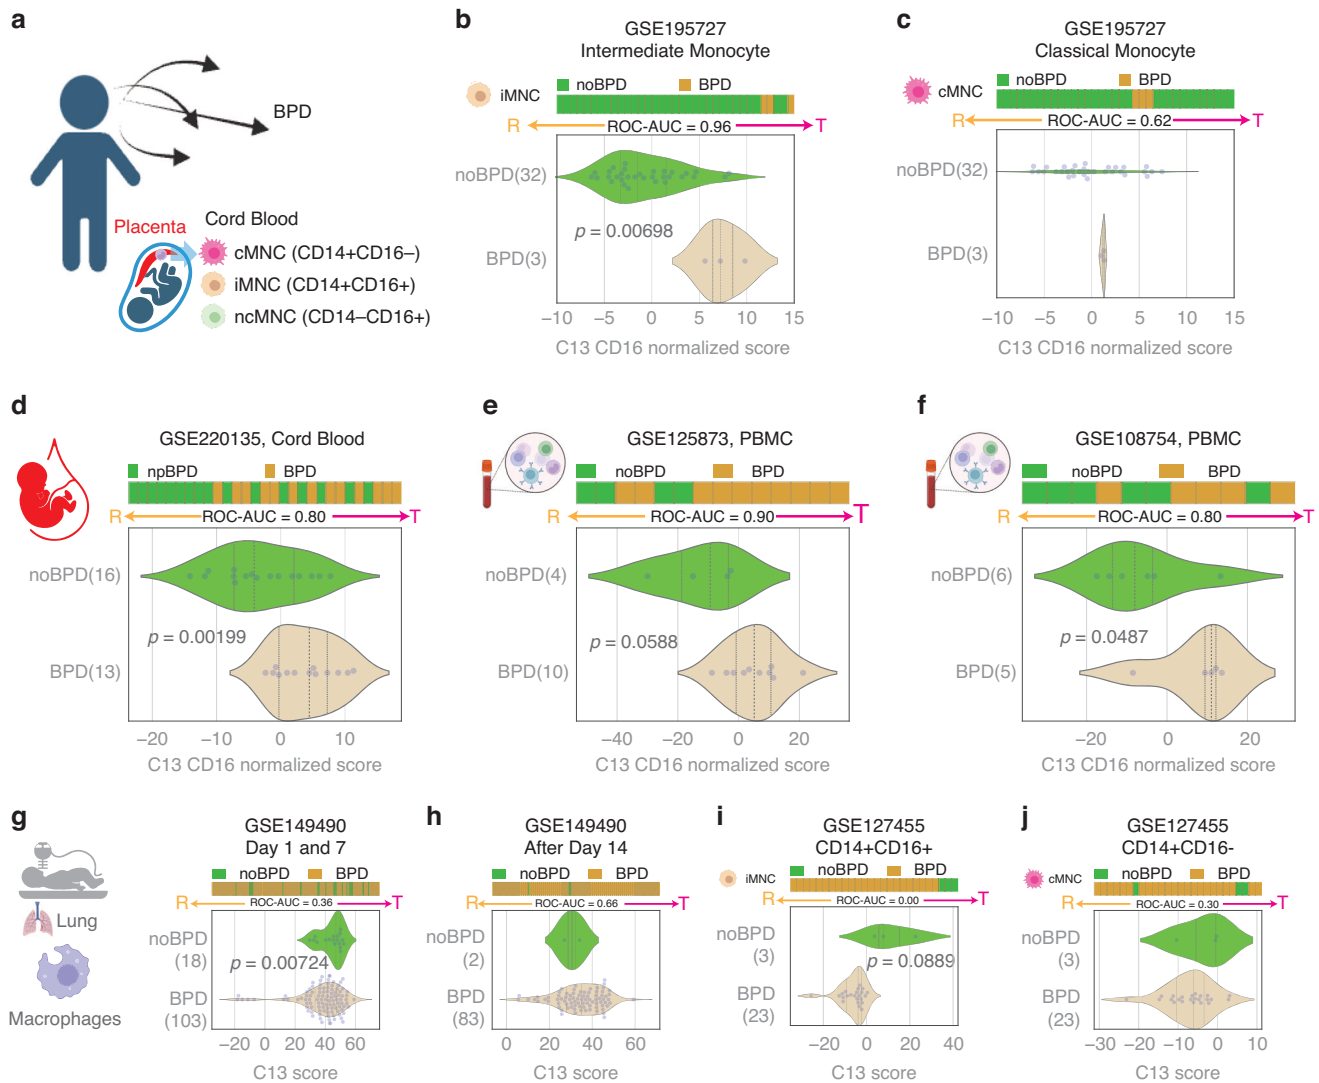 a
BPD
Placenta
Cord Blood
cMNC (CD14+CD16–)
iMNC (CD14+CD16+)
ncMNC (CD14–CD16+)
b
GSE195727
Intermediate Monocyte
iMNC
noBPD
BPD
R
ROC-AUC = 0.96
T
noBPD(32)
p = 0.00698
BPD(3)
−10
−5
0
5
10
15
C13 CD16 normalized score
c
GSE195727
Classical Monocyte
cMNC
noBPD
BPD
R
ROC-AUC = 0.62
T
noBPD(32)
BPD(3)
−10
−5
0
5
10
15
C13 CD16 normalized score
d
GSE220135, Cord Blood
npBPD
BPD
R
ROC-AUC = 0.80
T
noBPD(16)
p = 0.00199
BPD(13)
−20
−10
0
10
C13 CD16 normalized score
e
GSE125873, PBMC
noBPD
BPD
R
ROC-AUC = 0.90
T
noBPD(4)
p = 0.0588
BPD(10)
−40
−20
0
20
C13 CD16 normalized score
f
GSE108754, PBMC
noBPD
BPD
R
ROC-AUC = 0.80
T
noBPD(6)
p = 0.0487
BPD(5)
−20
0
20
C13 CD16 normalized score
g
Lung
Macrophages
GSE149490
Day 1 and 7
noBPD
BPD
R
ROC-AUC = 0.36
T
noBPD
(18)
p = 0.00724
BPD
(103)
−20
0
20
40
60
C13 score
h
GSE149490
After Day 14
noBPD
BPD
R
ROC-AUC = 0.66
T
noBPD
(2)
BPD
(83)
0
20
40
60
C13 score
i
GSE127455
CD14+CD16+
iMNC
noBPD
BPD
R
ROC-AUC = 0.00
T
noBPD
(3)
p = 0.0889
BPD
(23)
−20
0
20
40
C13 score
j
GSE127455
CD14+CD16-
cMNC
noBPD
BPD
R
ROC-AUC = 0.30
T
noBPD
(3)
BPD
(23)
−30
−20
−10
0
10
C13 score